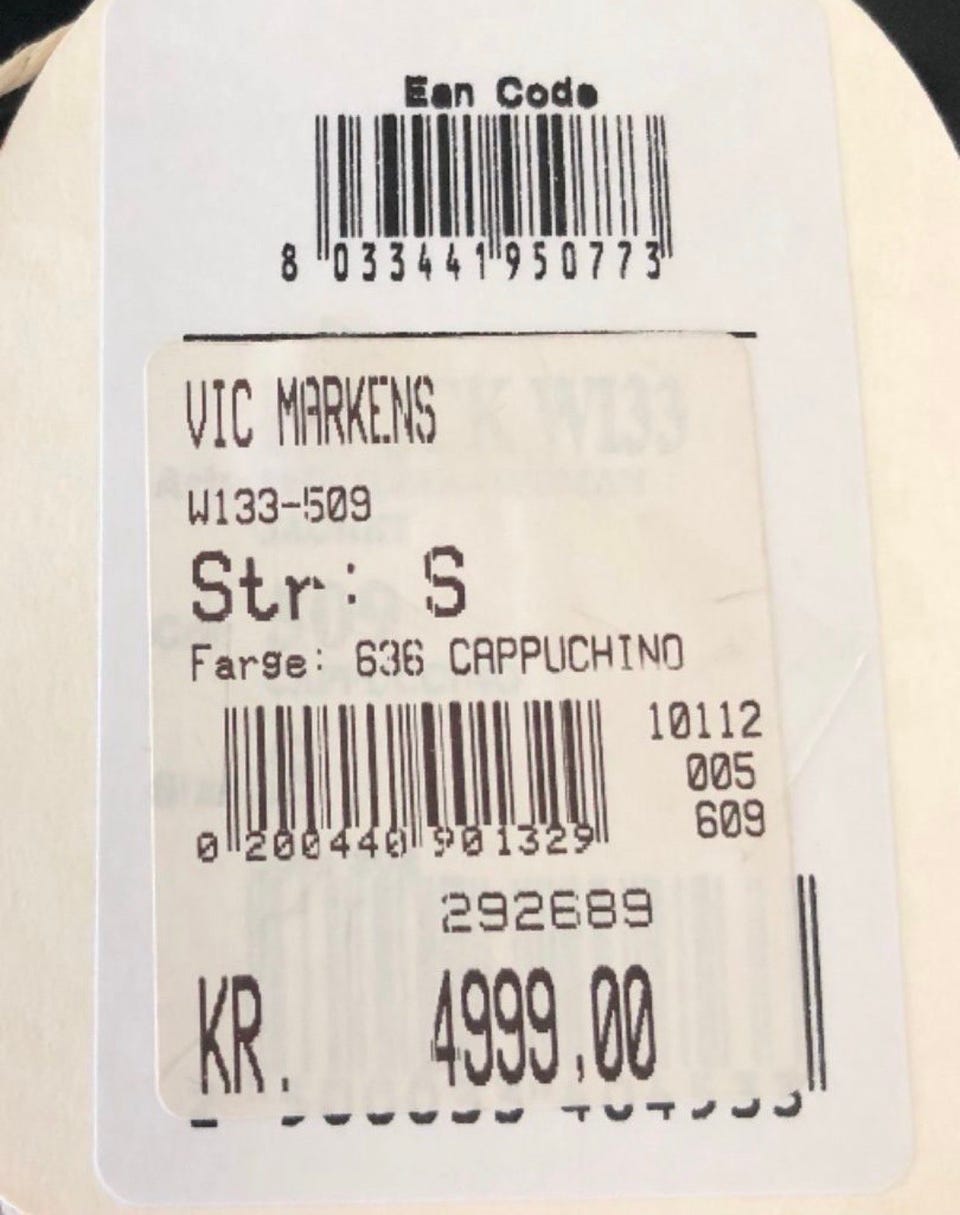 Ean Code
8 033441 950773
VIC MARKENS
W133-509
Str: S
Farge: 636 CAPPUCHINO
10112
005
609
0 200440 901329
292689
KR. 4999,00